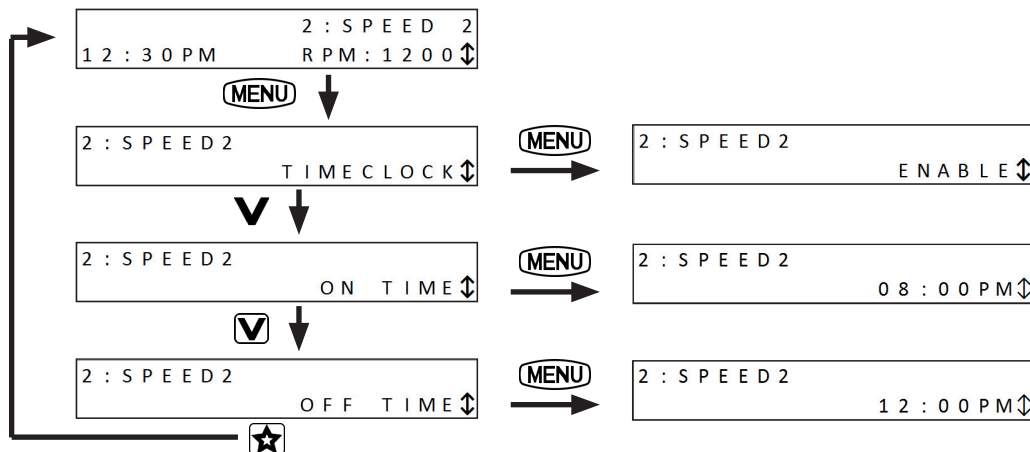 2:SPEED 2
12:30PM RPM:1200↕
MENU
2:SPEED2
TIMECLOCK↕
MENU
2:SPEED2
ENABLE↕
V
2:SPEED2
ON TIME↕
MENU
2:SPEED2
08:00PM↕
V
2:SPEED2
OFF TIME↕
MENU
2:SPEED2
12:00PM↕